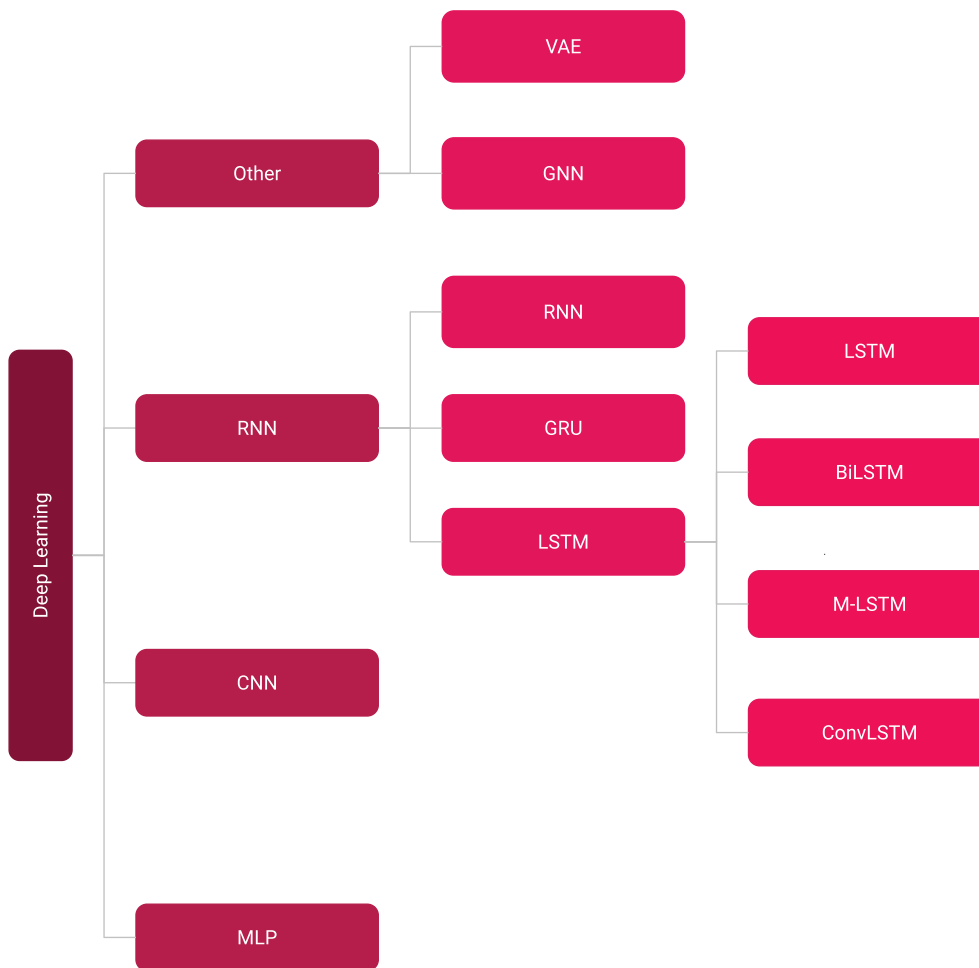 Deep Learning
Other
VAE
GNN
RNN
RNN
GRU
LSTM
LSTM
BiLSTM
M-LSTM
ConvLSTM
CNN
MLP